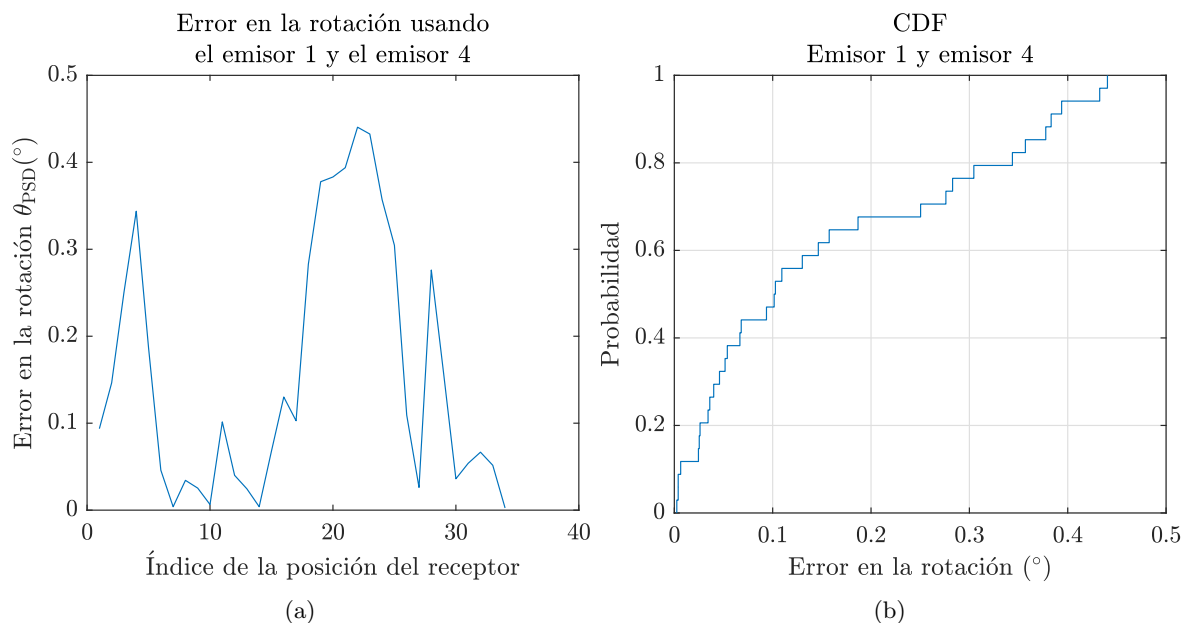 Error en la rotación usando
el emisor 1 y el emisor 4
0.5
0.4
0.3
0.2
0.1
0
Error en la rotación θPSD(°)
0 10 20 30 40
Índice de la posición del receptor
(a)
CDF
Emisor 1 y emisor 4
1
0.8
0.6
0.4
0.2
0
Probabilidad
0 0.1 0.2 0.3 0.4 0.5
Error en la rotación (°)
(b)